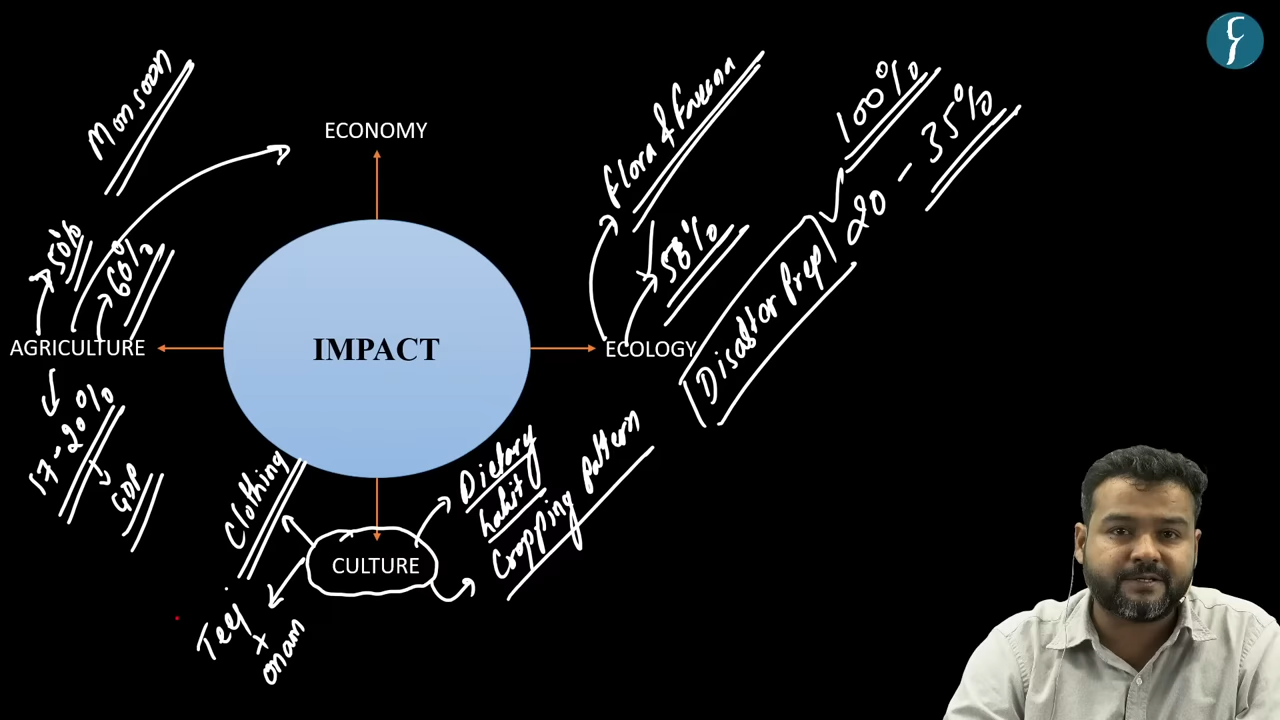 Monsoon
ECONOMY
Flora & Fauna
100%
20 - 35%
50%
60%
58%
Disastor Prep
AGRICULTURE
IMPACT
ECOLOGY
17-20%
GDP
Clothing
Dietary
habit
Cropping pattern
CULTURE
Teej
+
onam